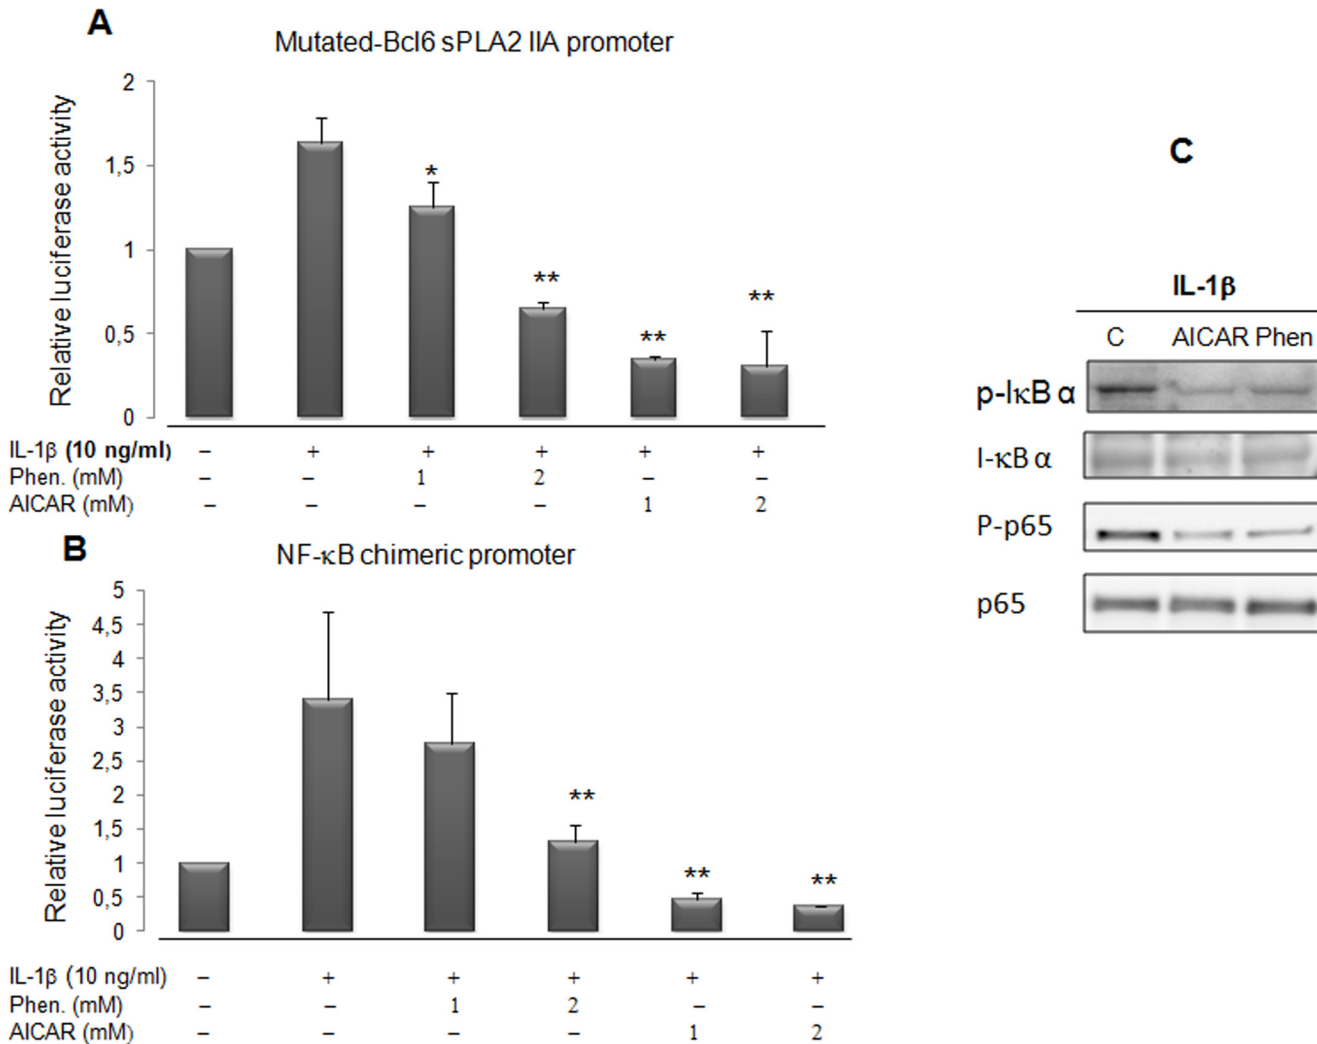 A
Mutated-Bcl6 sPLA2 IIA promoter
Relative luciferase activity
2
1,5
1
0,5
0
*
**
**
**
IL-1β (10 ng/ml) – + + + + +
Phen. (mM) – – 1 2 – –
AICAR (mM) – – – – 1 2
B
NF-κB chimeric promoter
Relative luciferase activity
5
4,5
4
3,5
3
2,5
2
1,5
1
0,5
0
**
**
**
IL-1β (10 ng/ml) – + + + + +
Phen. (mM) – – 1 2 – –
AICAR (mM) – – – – 1 2
C
IL-1β
C AICAR Phen
p-IκB α
I-κB α
P-p65
p65